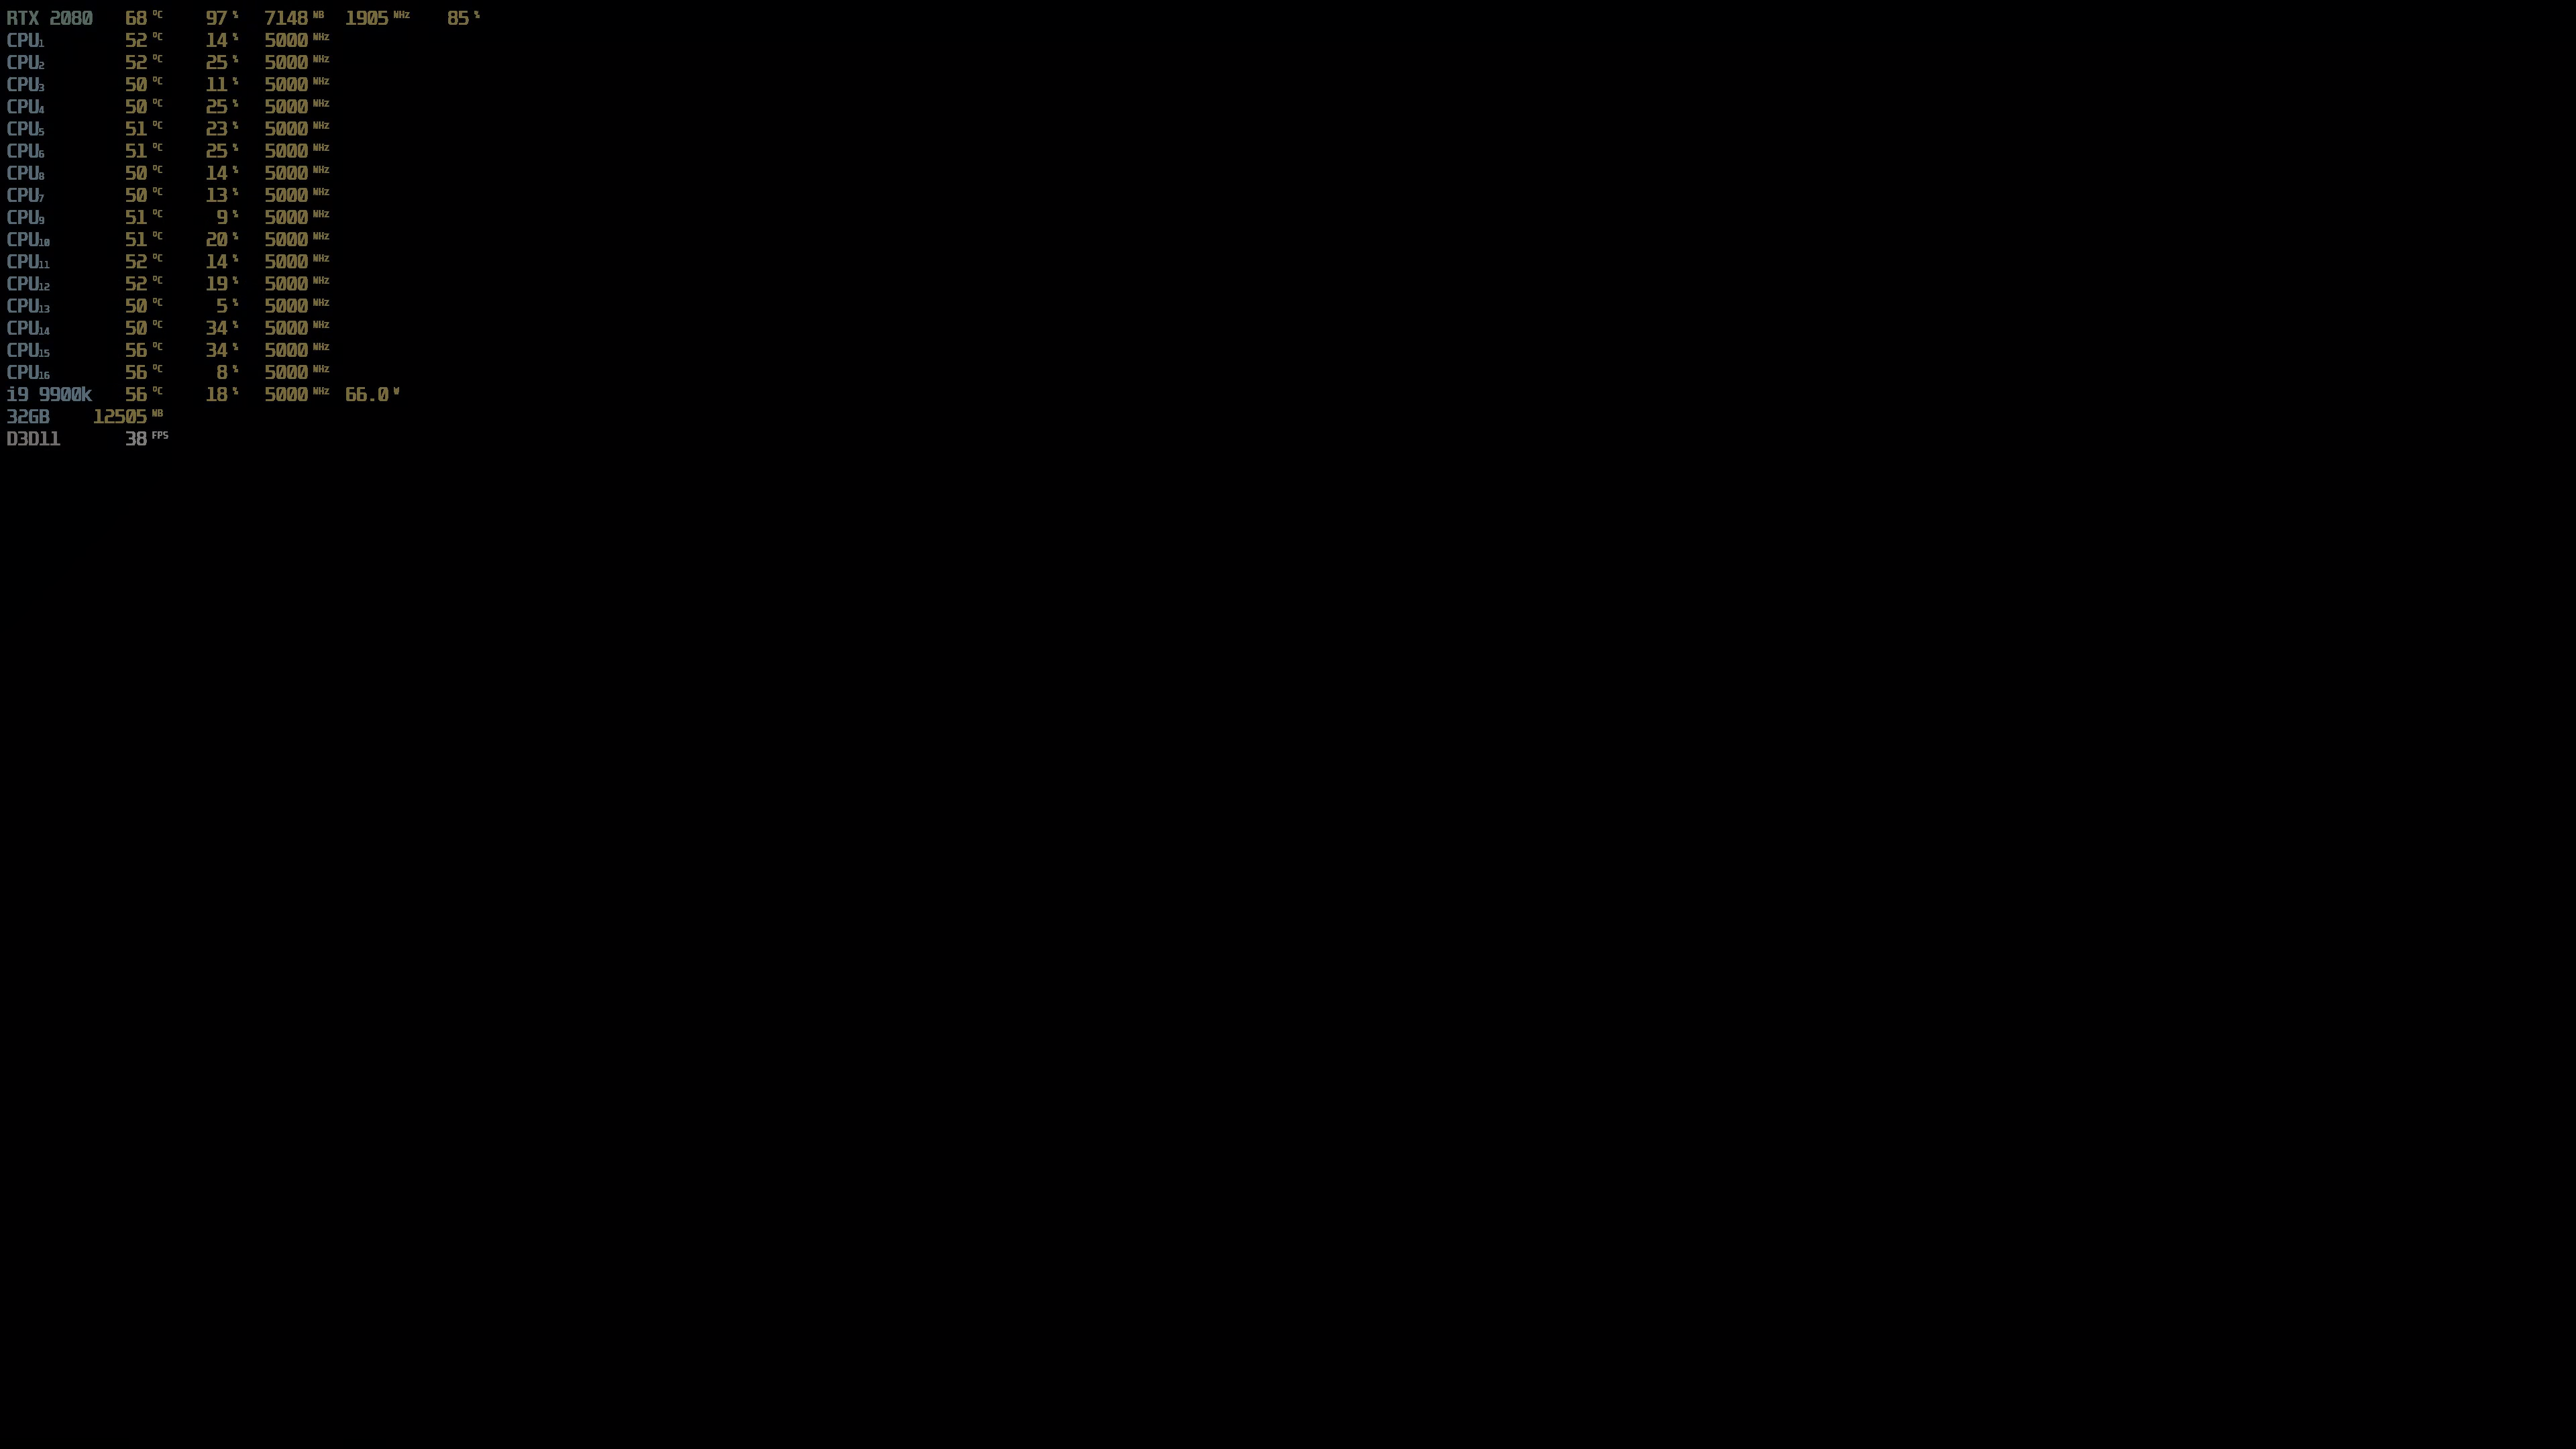 RTX 2080 68 °C 97 % 7148 MB 1905 MHz 85 %
CPU1 52 °C 14 % 5000 MHz
CPU2 52 °C 25 % 5000 MHz
CPU3 50 °C 11 % 5000 MHz
CPU4 50 °C 25 % 5000 MHz
CPU5 51 °C 23 % 5000 MHz
CPU6 51 °C 25 % 5000 MHz
CPU8 50 °C 14 % 5000 MHz
CPU7 50 °C 13 % 5000 MHz
CPU9 51 °C 9 % 5000 MHz
CPU10 51 °C 20 % 5000 MHz
CPU11 52 °C 14 % 5000 MHz
CPU12 52 °C 19 % 5000 MHz
CPU13 50 °C 5 % 5000 MHz
CPU14 50 °C 34 % 5000 MHz
CPU15 56 °C 34 % 5000 MHz
CPU16 56 °C 8 % 5000 MHz
i9 9900k 56 °C 18 % 5000 MHz 66.0 W
32GB 12505 MB
D3D11 38 FPS